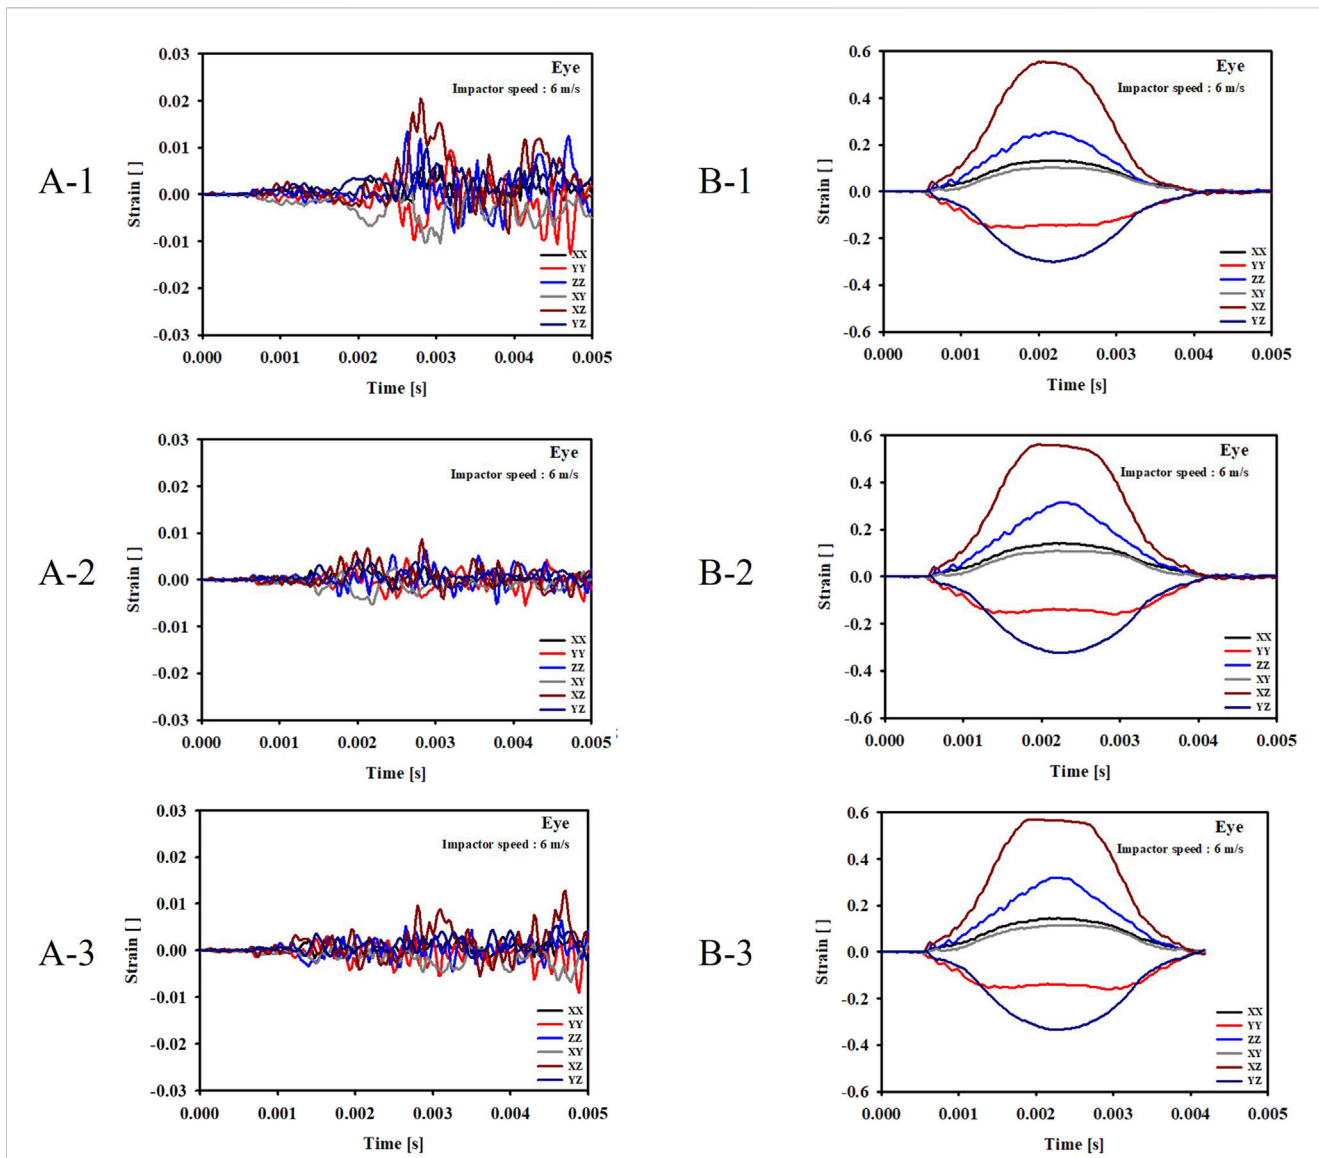 A-1
0.03
0.02
0.01
0.00
-0.01
-0.02
-0.03
Strain [ ]
Eye
Impactor speed : 6 m/s
XX
YY
ZZ
XY
XZ
YZ
0.000 0.001 0.002 0.003 0.004 0.005
Time [s]
B-1
0.6
0.4
0.2
0.0
-0.2
-0.4
-0.6
Strain [ ]
Eye
Impactor speed : 6 m/s
XX
YY
ZZ
XY
XZ
YZ
0.000 0.001 0.002 0.003 0.004 0.005
Time [s]
A-2
0.03
0.02
0.01
0.00
-0.01
-0.02
-0.03
Strain [ ]
Eye
Impactor speed : 6 m/s
XX
YY
ZZ
XY
XZ
YZ
0.000 0.001 0.002 0.003 0.004 0.005
Time [s]
B-2
0.6
0.4
0.2
0.0
-0.2
-0.4
-0.6
Strain [ ]
Eye
Impactor speed : 6 m/s
XX
YY
ZZ
XY
XZ
YZ
0.000 0.001 0.002 0.003 0.004 0.005
Time [s]
A-3
0.03
0.02
0.01
0.00
-0.01
-0.02
-0.03
Strain [ ]
Eye
Impactor speed : 6 m/s
XX
YY
ZZ
XY
XZ
YZ
0.000 0.001 0.002 0.003 0.004 0.005
Time [s]
B-3
0.6
0.4
0.2
0.0
-0.2
-0.4
-0.6
Strain [ ]
Eye
Impactor speed : 6 m/s
XX
YY
ZZ
XY
XZ
YZ
0.000 0.001 0.002 0.003 0.004 0.005
Time [s]